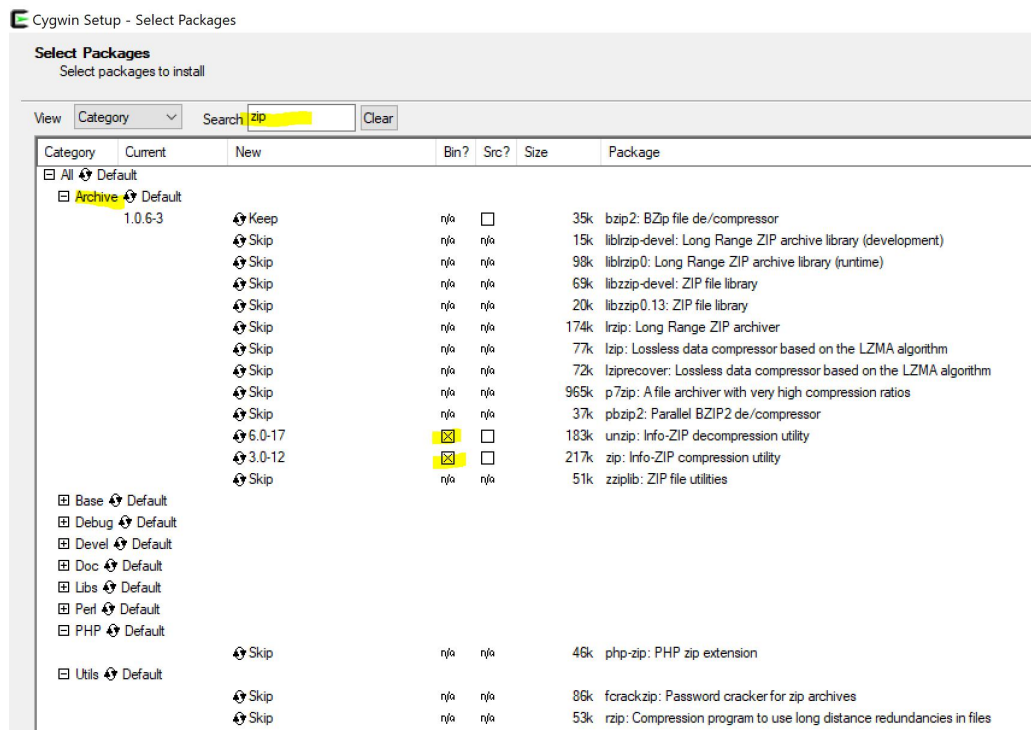 Cygwin Setup - Select Packages
Select Packages
Select packages to install
View Category Search zip Clear
Category Current New Bin? Src? Size Package
All Default
Archive Default
1.0.6-3 Keep n/a 35k bzip2: BZip file de/compressor
Skip n/a n/a 15k liblrzip-devel: Long Range ZIP archive library (development)
Skip n/a n/a 98k liblrzip0: Long Range ZIP archive library (runtime)
Skip n/a n/a 69k libzzip-devel: ZIP file library
Skip n/a n/a 20k libzzip0.13: ZIP file library
Skip n/a n/a 174k lrzip: Long Range ZIP archiver
Skip n/a n/a 77k lzip: Lossless data compressor based on the LZMA algorithm
Skip n/a n/a 72k lziprecover: Lossless data compressor based on the LZMA algorithm
Skip n/a n/a 965k p7zip: A file archiver with very high compression ratios
Skip n/a n/a 37k pbzip2: Parallel BZIP2 de/compressor
6.0-17 183k unzip: Info-ZIP decompression utility
3.0-12 217k zip: Info-ZIP compression utility
Skip n/a n/a 51k zziplib: ZIP file utilities
Base Default
Debug Default
Devel Default
Doc Default
Libs Default
Perl Default
PHP Default
Skip n/a n/a 46k php-zip: PHP zip extension
Utils Default
Skip n/a n/a 86k fcrackzip: Password cracker for zip archives
Skip n/a n/a 53k rzip: Compression program to use long distance redundancies in files